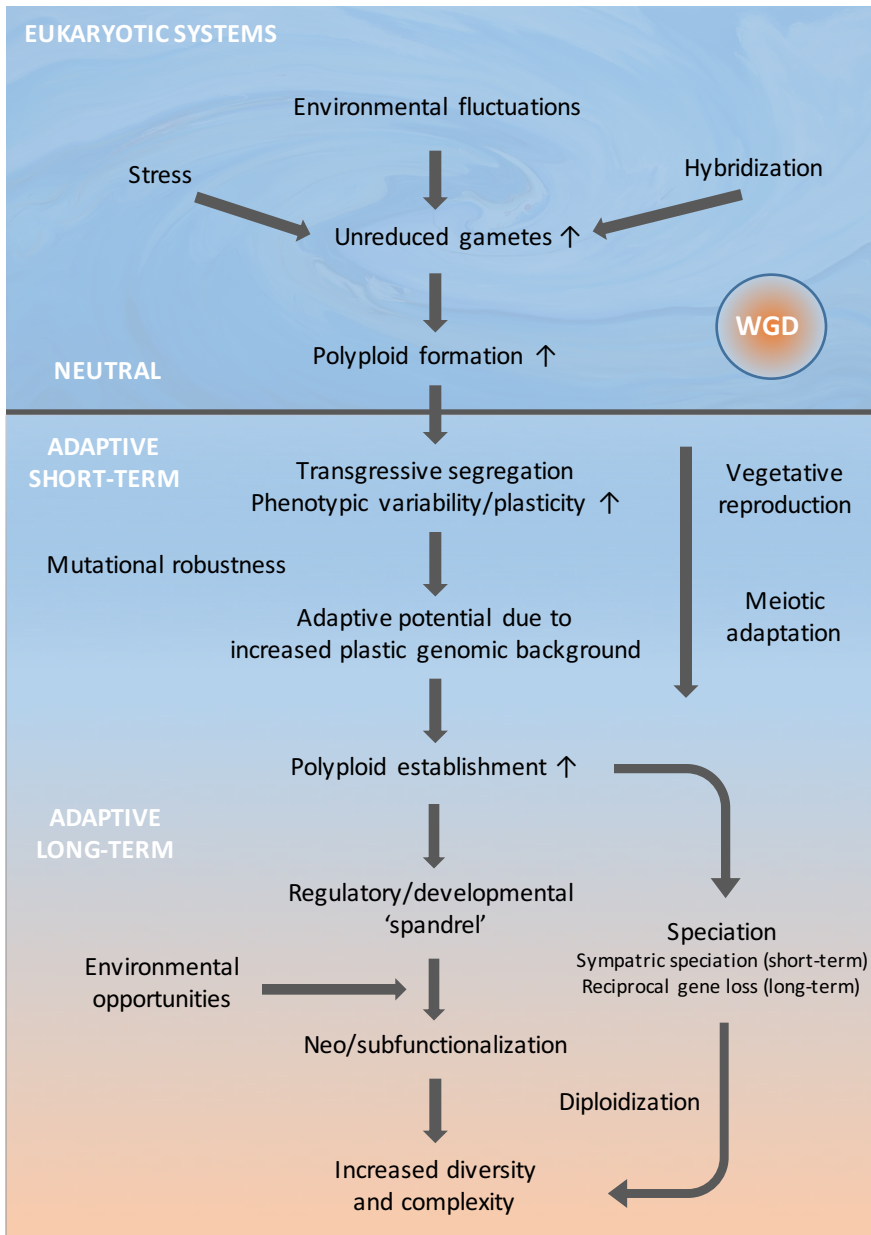 EUKARYOTIC SYSTEMS
Environmental fluctuations
Stress
Hybridization
Unreduced gametes ↑
WGD
Polyploid formation ↑
NEUTRAL
ADAPTIVE
SHORT-TERM
Transgressive segregation
Phenotypic variability/plasticity ↑
Vegetative
reproduction
Mutational robustness
Adaptive potential due to
increased plastic genomic background
Meiotic
adaptation
Polyploid establishment ↑
ADAPTIVE
LONG-TERM
Regulatory/developmental
‘spandrel’
Speciation
Sympatric speciation (short-term)
Reciprocal gene loss (long-term)
Environmental
opportunities
Neo/subfunctionalization
Diploidization
Increased diversity
and complexity